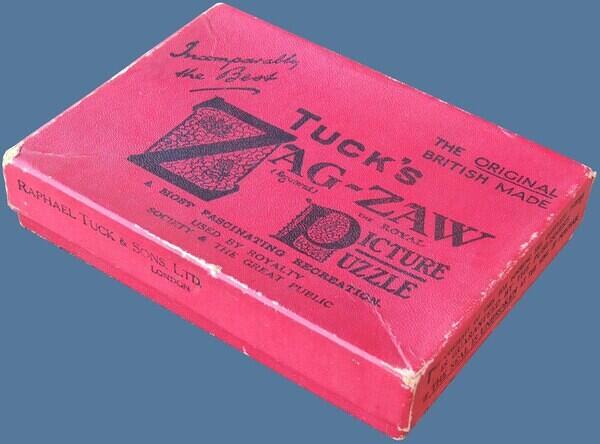 Incomparably
the Best
THE ORIGINAL
BRITISH MADE
TUCK'S
ZAG-ZAW
(Regістered)
THE ROYAL
PICTURE
PUZZLE
A MOST FASCINATING RECREATION.
USED BY ROYALTY
SOCIETY & THE GREAT PUBLIC
RAPHAEL TUCK & SONS, LTD.
LONDON